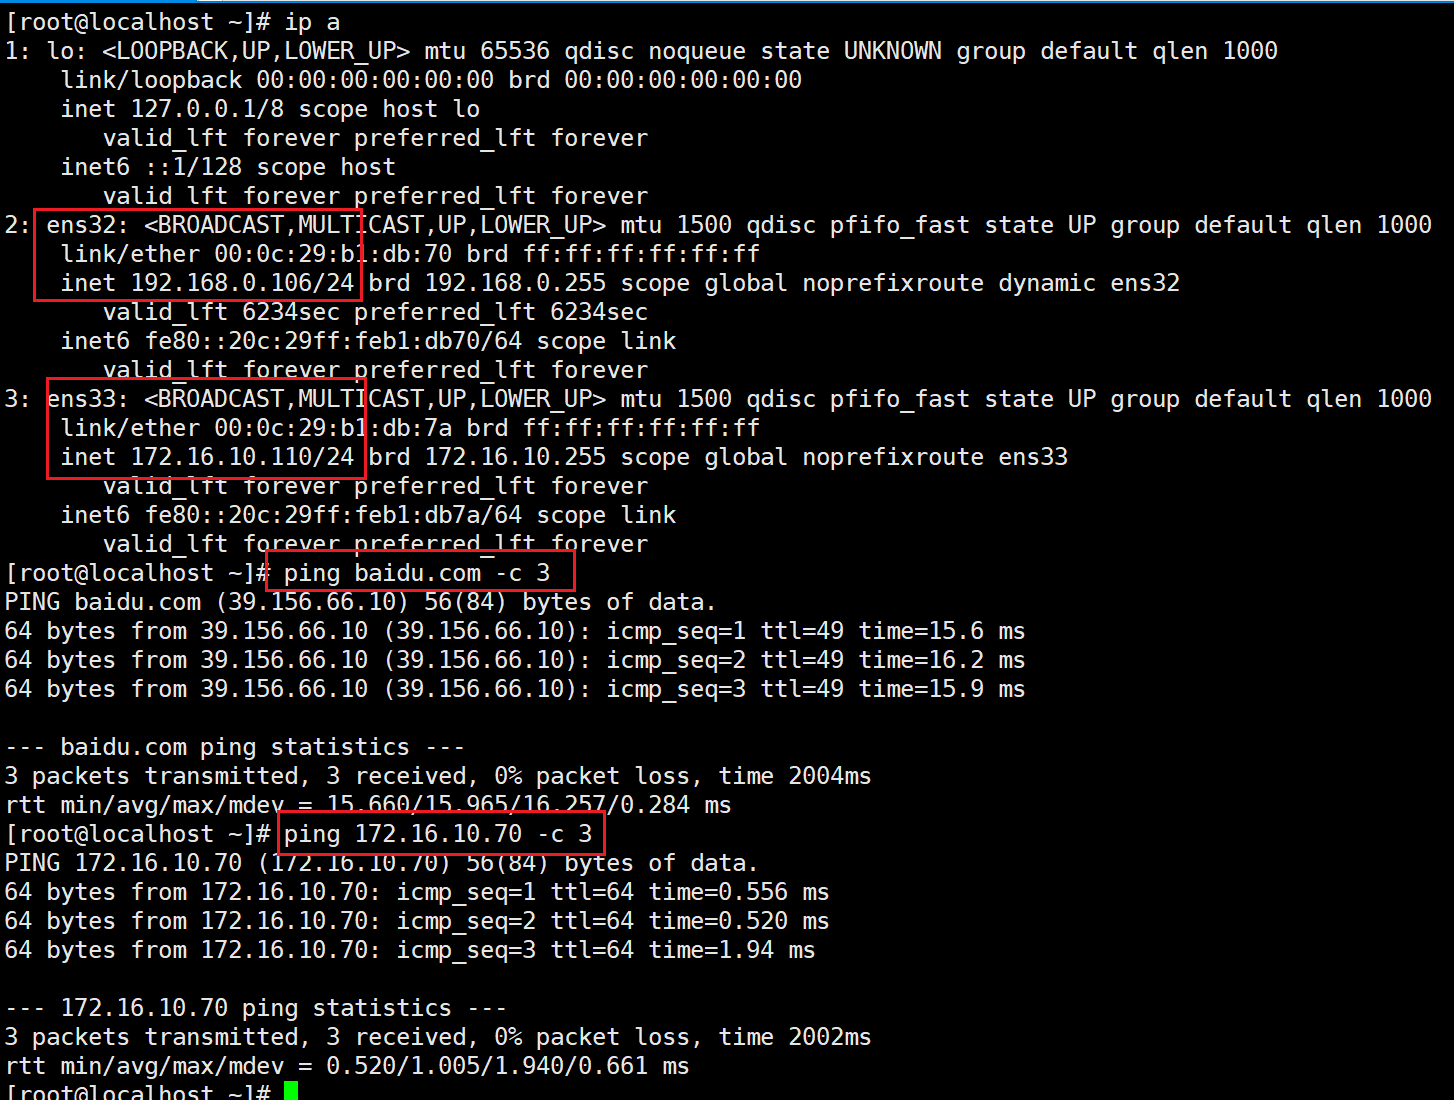 [root@localhost ~]# ip a
1: lo: <LOOPBACK,UP,LOWER_UP> mtu 65536 qdisc noqueue state UNKNOWN group default qlen 1000
    link/loopback 00:00:00:00:00:00 brd 00:00:00:00:00:00
    inet 127.0.0.1/8 scope host lo
       valid_lft forever preferred_lft forever
    inet6 ::1/128 scope host
       valid_lft forever preferred_lft forever
2: ens32: <BROADCAST,MULTICAST,UP,LOWER_UP> mtu 1500 qdisc pfifo_fast state UP group default qlen 1000
    link/ether 00:0c:29:b1:db:70 brd ff:ff:ff:ff:ff:ff
    inet 192.168.0.106/24 brd 192.168.0.255 scope global noprefixroute dynamic ens32
       valid_lft 6234sec preferred_lft 6234sec
    inet6 fe80::20c:29ff:feb1:db70/64 scope link
       valid_lft forever preferred_lft forever
3: ens33: <BROADCAST,MULTICAST,UP,LOWER_UP> mtu 1500 qdisc pfifo_fast state UP group default qlen 1000
    link/ether 00:0c:29:b1:db:7a brd ff:ff:ff:ff:ff:ff
    inet 172.16.10.110/24 brd 172.16.10.255 scope global noprefixroute ens33
       valid_lft forever preferred_lft forever
    inet6 fe80::20c:29ff:feb1:db7a/64 scope link
       valid_lft forever preferred_lft forever
[root@localhost ~]# ping baidu.com -c 3
PING baidu.com (39.156.66.10) 56(84) bytes of data.
64 bytes from 39.156.66.10 (39.156.66.10): icmp_seq=1 ttl=49 time=15.6 ms
64 bytes from 39.156.66.10 (39.156.66.10): icmp_seq=2 ttl=49 time=16.2 ms
64 bytes from 39.156.66.10 (39.156.66.10): icmp_seq=3 ttl=49 time=15.9 ms

--- baidu.com ping statistics ---
3 packets transmitted, 3 received, 0% packet loss, time 2004ms
rtt min/avg/max/mdev = 15.660/15.965/16.257/0.284 ms
[root@localhost ~]# ping 172.16.10.70 -c 3
PING 172.16.10.70 (172.16.10.70) 56(84) bytes of data.
64 bytes from 172.16.10.70: icmp_seq=1 ttl=64 time=0.556 ms
64 bytes from 172.16.10.70: icmp_seq=2 ttl=64 time=0.520 ms
64 bytes from 172.16.10.70: icmp_seq=3 ttl=64 time=1.94 ms

--- 172.16.10.70 ping statistics ---
3 packets transmitted, 3 received, 0% packet loss, time 2002ms
rtt min/avg/max/mdev = 0.520/1.005/1.940/0.661 ms
[root@localhost ~]#